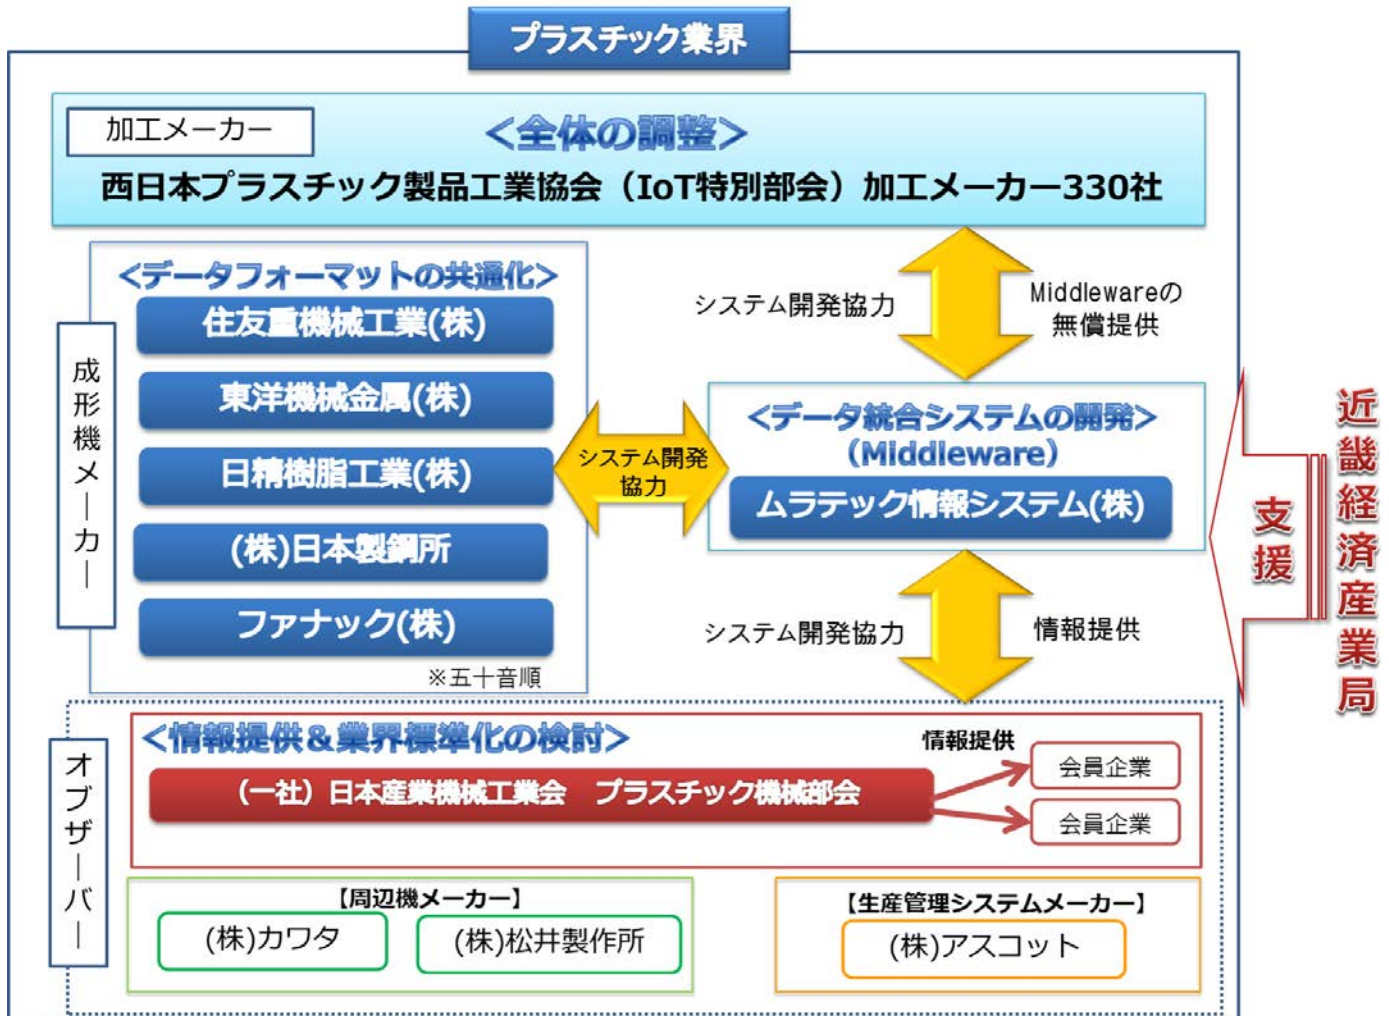 プラスチック業界
加工メーカー
<全体の調整>
西日本プラスチック製品工業協会（IoT特別部会）加工メーカー330社
<データフォーマットの共通化>
成形機メーカー
住友重機械工業(株)
東洋機械金属(株)
日精樹脂工業(株)
(株)日本製鋼所
ファナック(株)
※五十音順
システム開発協力
Middlewareの
無償提供
システム開発
協力
<データ統合システムの開発>
（Middleware）
ムラテック情報システム(株)
システム開発協力
情報提供
支援
近畿経済産業局
オブザーバー
<情報提供＆業界標準化の検討>
（一社）日本産業機械工業会　プラスチック機械部会
情報提供
会員企業
会員企業
【周辺機メーカー】
(株)カワタ
(株)松井製作所
【生産管理システムメーカー】
(株)アスコット